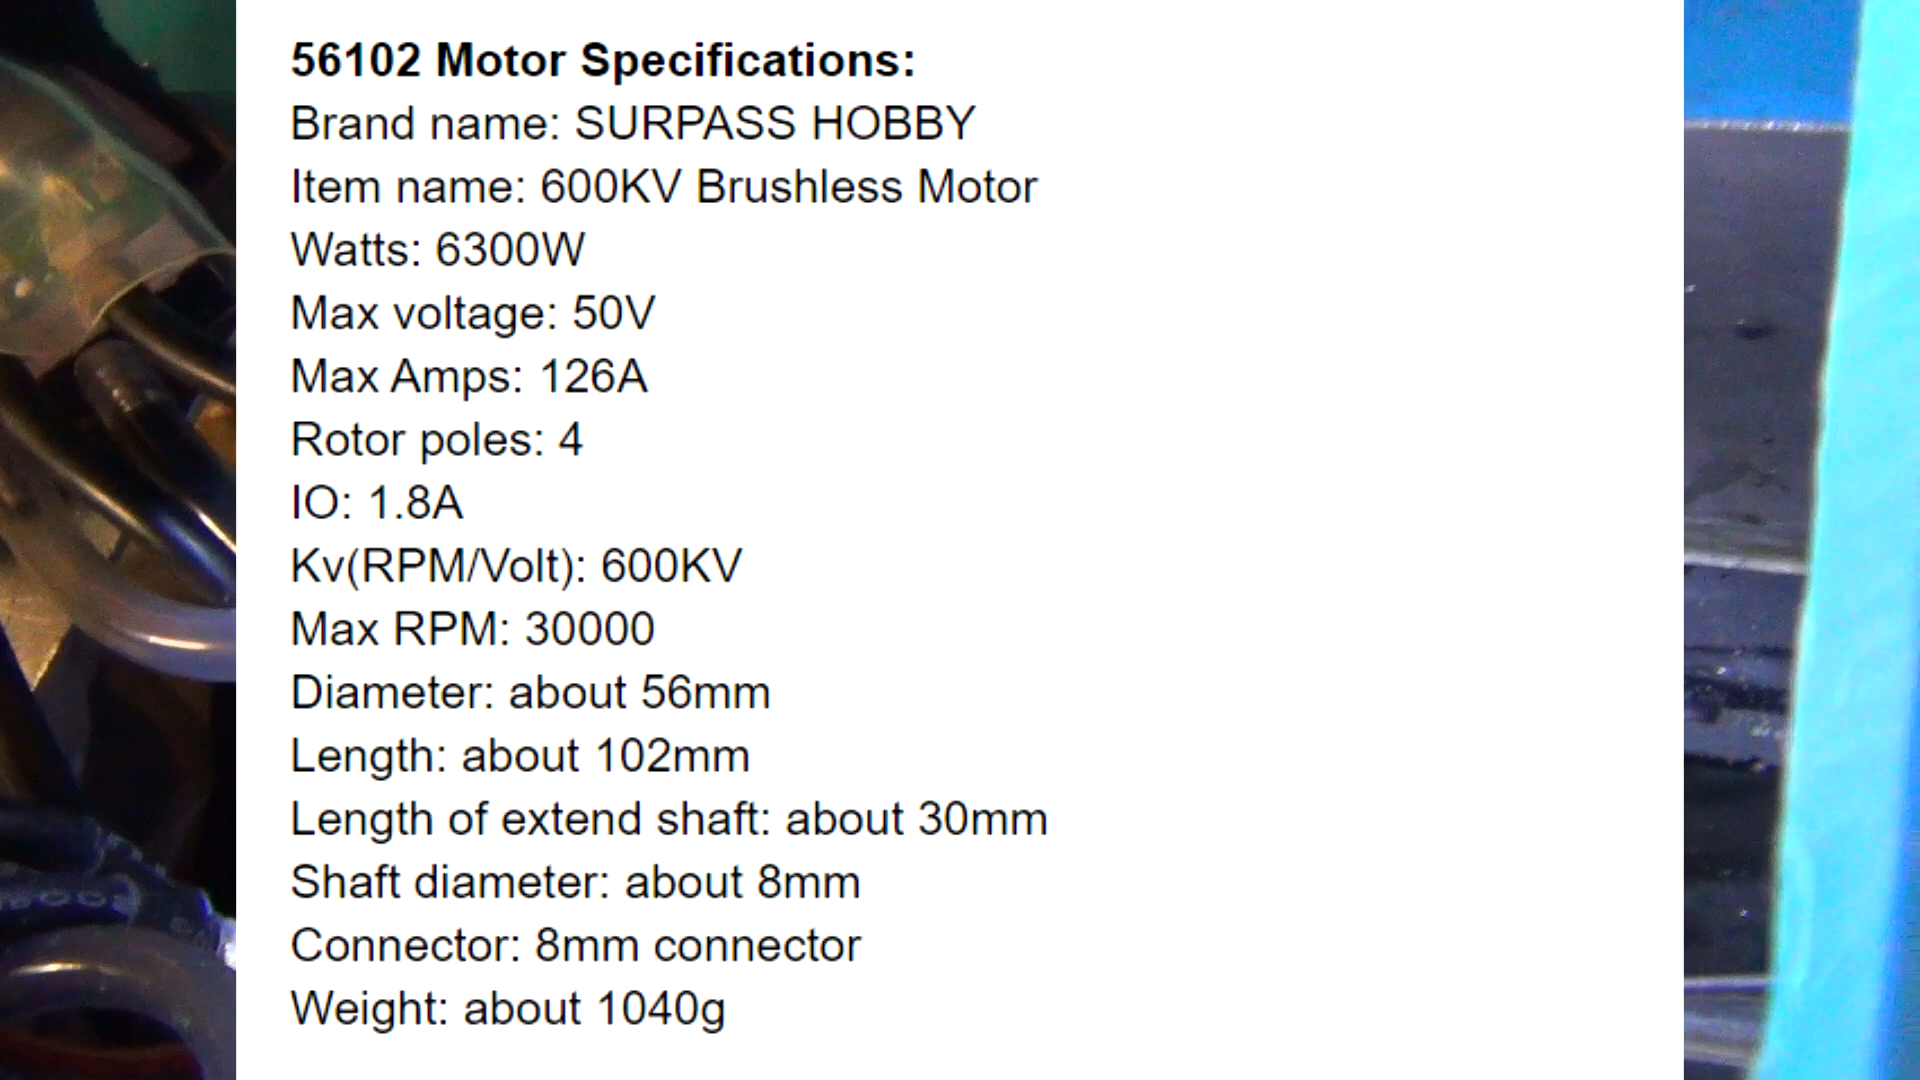 56102 Motor Specifications:
Brand name: SURPASS HOBBY
Item name: 600KV Brushless Motor
Watts: 6300W
Max voltage: 50V
Max Amps: 126A
Rotor poles: 4
IO: 1.8A
Kv(RPM/Volt): 600KV
Max RPM: 30000
Diameter: about 56mm
Length: about 102mm
Length of extend shaft: about 30mm
Shaft diameter: about 8mm
Connector: 8mm connector
Weight: about 1040g